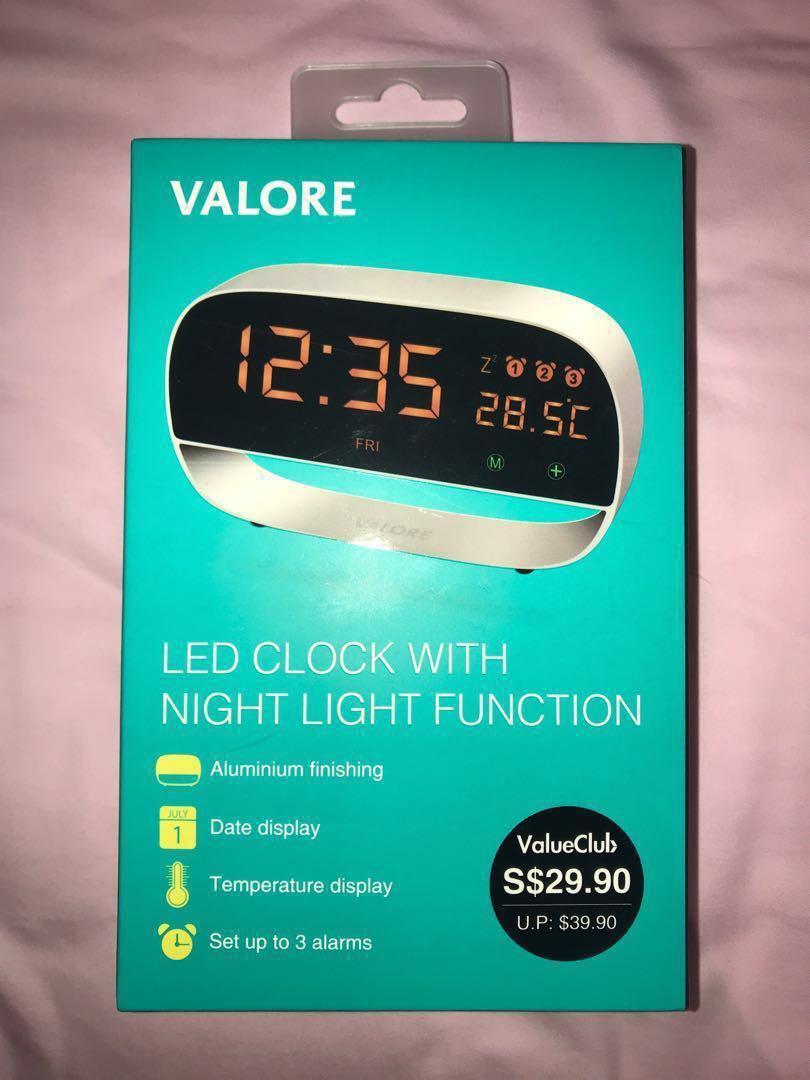 VALORE
12:35
Zz 1 2 3
28.5C
FRI
M +
VALORE
LED CLOCK WITH
NIGHT LIGHT FUNCTION
Aluminium finishing
JULY
1
Date display
Temperature display
Set up to 3 alarms
ValueClub
S$29.90
U.P: $39.90